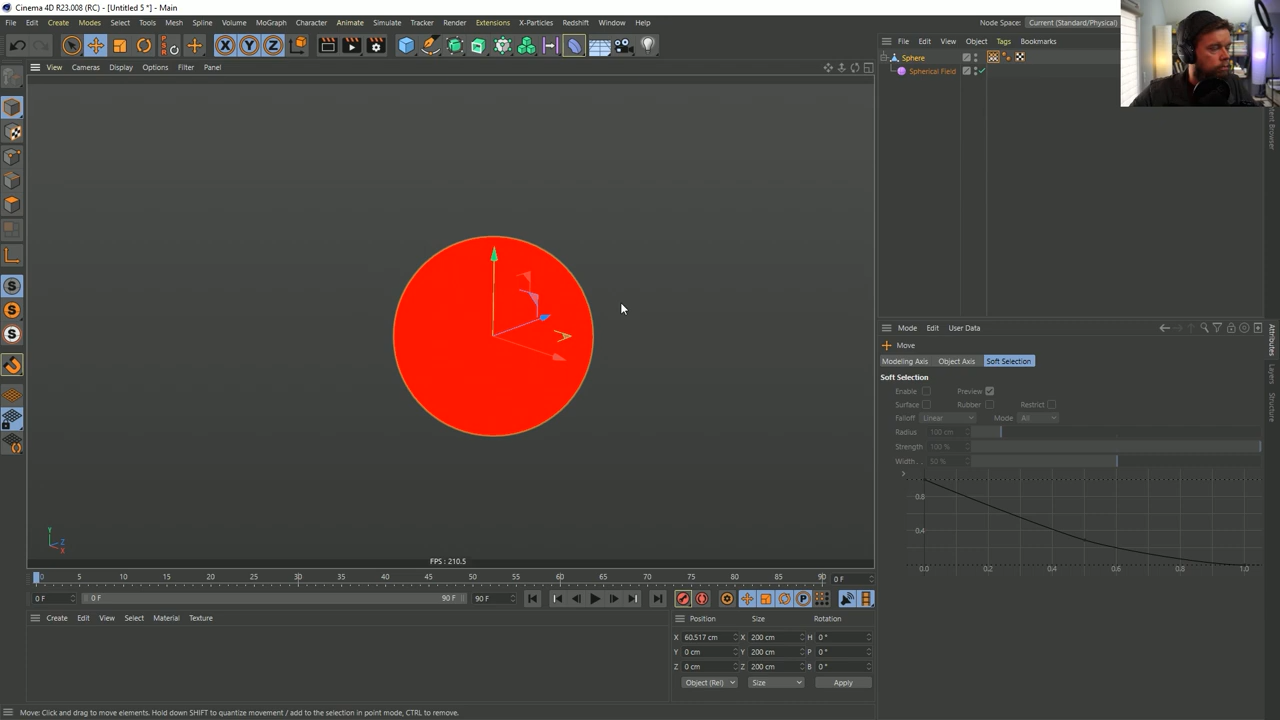 Cinema 4D R23.008 (RC) - [Untitled 5 *] - Main
File Edit Create Modes Select Tools Mesh Spline Volume MoGraph Character Animate Simulate Tracker Render Extensions X-Particles Redshift Window Help
Node Space: Current (Standard/Physical)
X Y Z
File Edit View Object Tags Bookmarks
Sphere
Spherical Field
View Cameras Display Options Filter Panel
Content Browser
Y
Z
X
FPS : 210.5
Mode Edit User Data
Move
Modeling Axis Object Axis Soft Selection
Soft Selection
Enable Preview
Surface Rubber Restrict
Falloff Linear Mode All
Radius 100 cm
Strength 100 %
Width . . 50 %
0.8
0.4
0.0 0.2 0.4 0.6 0.8 1.0
Attributes
Layers
Structure
0 5 10 15 20 25 30 35 40 45 50 55 60 65 70 75 80 85 90 0 F
0 F 0 F 90 F 90 F P
Create Edit View Select Material Texture
Position Size Rotation
X 60.517 cm X 200 cm H 0 °
Y 0 cm Y 200 cm P 0 °
Z 0 cm Z 200 cm B 0 °
Object (Rel) Size Apply
Move: Click and drag to move elements. Hold down SHIFT to quantize movement / add to the selection in point mode, CTRL to remove.